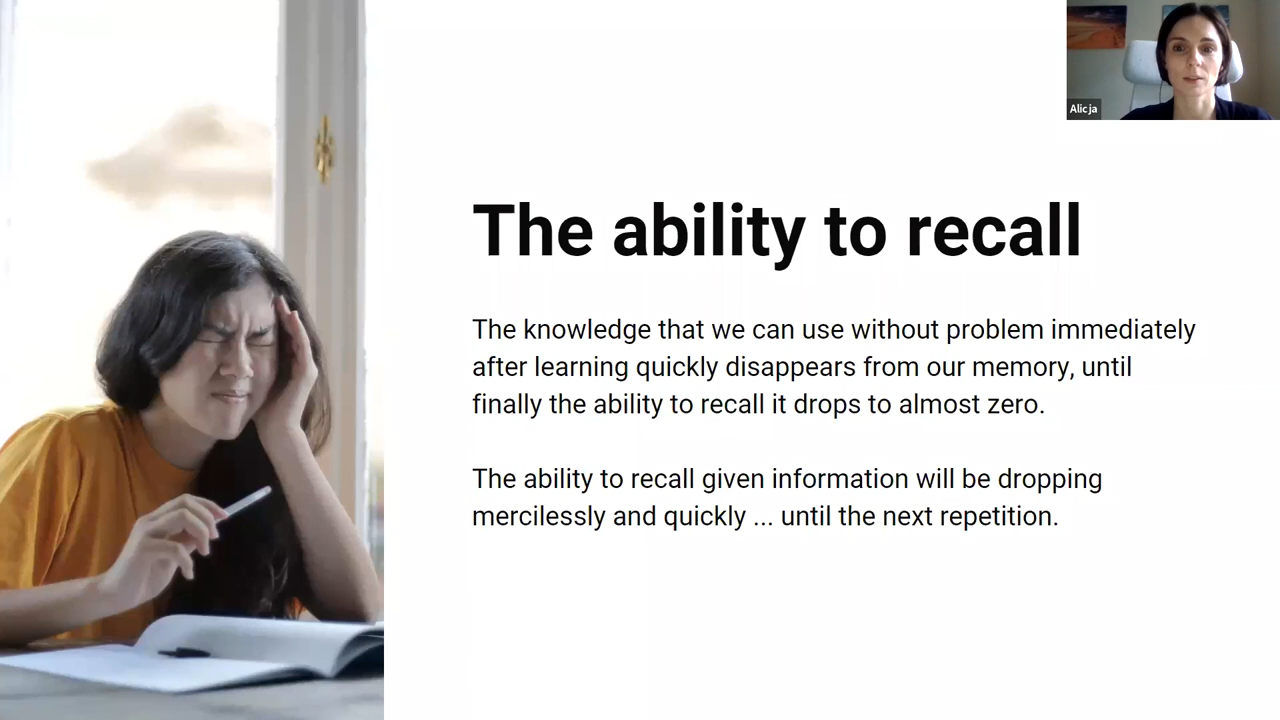 Alicja
The ability to recall
The knowledge that we can use without problem immediately
after learning quickly disappears from our memory, until
finally the ability to recall it drops to almost zero.
The ability to recall given information will be dropping
mercilessly and quickly ... until the next repetition.